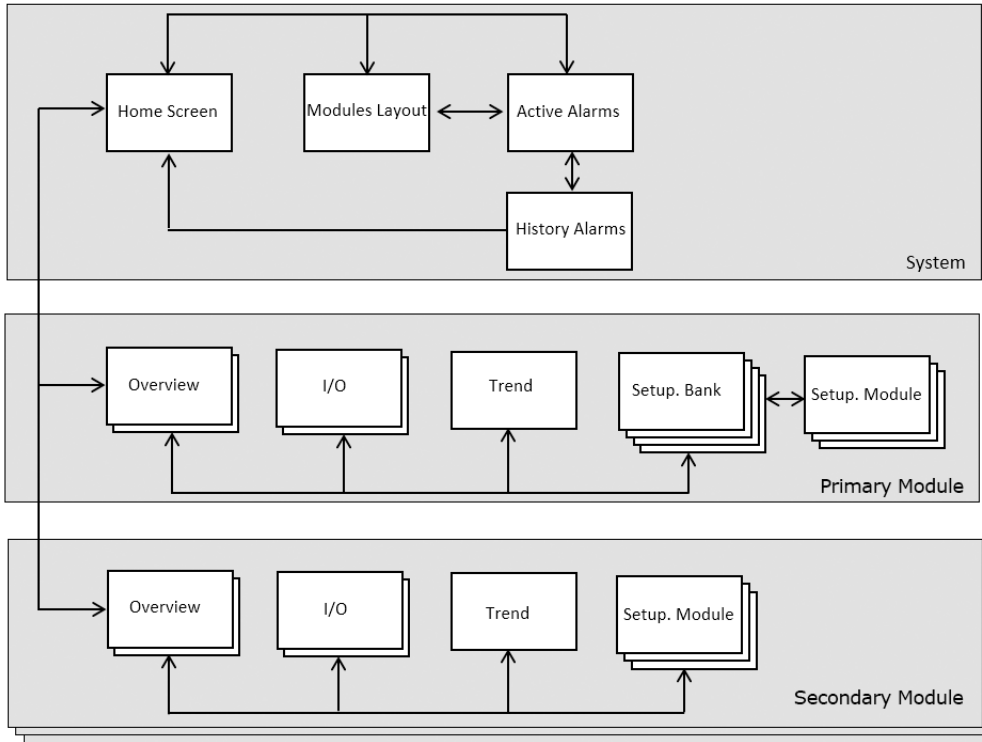 Home Screen
Modules Layout
Active Alarms
History Alarms
System
Overview
I/O
Trend
Setup. Bank
Setup. Module
Primary Module
Overview
I/O
Trend
Setup. Module
Secondary Module